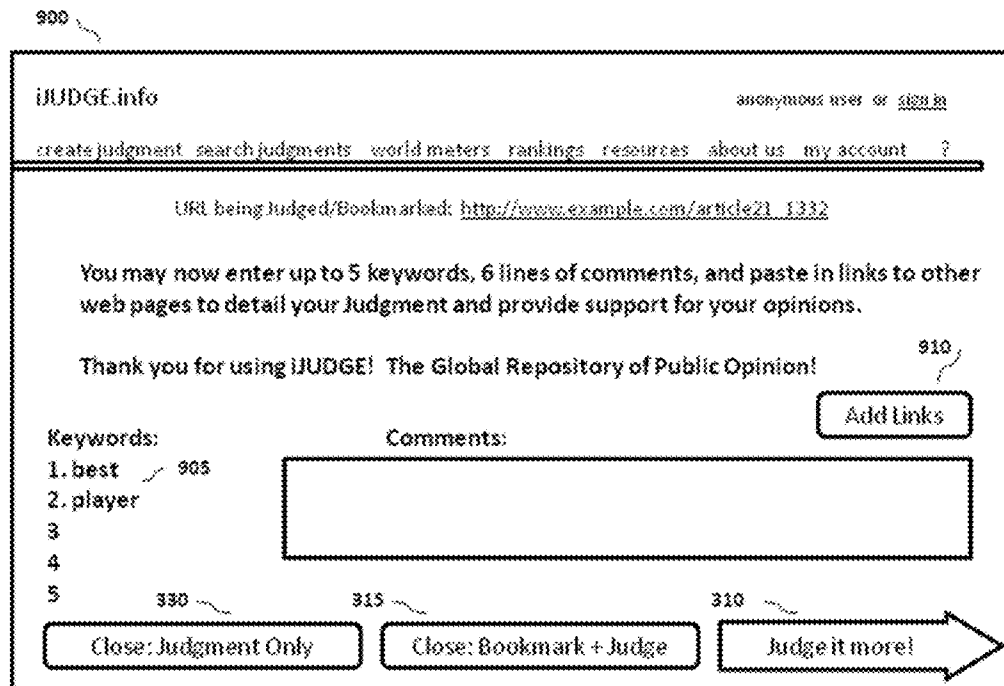 900
iJUDGE.info anonymous user or sign in
create judgment search judgments world meters rankings resources about us my account ?
URL being Judged/Bookmarked: http://www.example.com/article21_1332
You may now enter up to 5 keywords, 6 lines of comments, and paste in links to other
web pages to detail your Judgment and provide support for your opinions.
910
Thank you for using iJUDGE! The Global Repository of Public Opinion!
Add Links
Keywords: Comments:
1. best 905
2. player
3
4
5
330 315 310
Close: Judgment Only Close: Bookmark + Judge Judge it more!